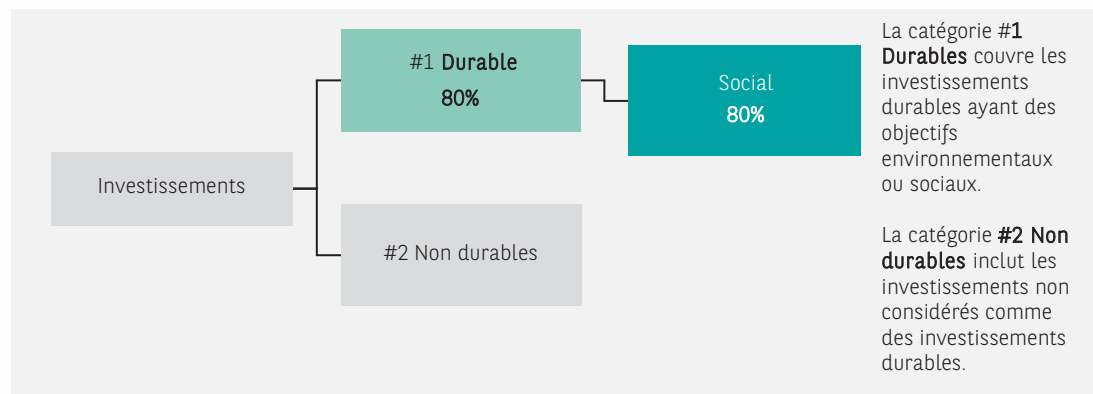 #1 Durable
80%
Social
80%
Investissements
#2 Non durables
La catégorie #1
Durables couvre les
investissements
durables ayant des
objectifs
environnementaux
ou sociaux.
La catégorie #2 Non
durables inclut les
investissements non
considérés comme
des investissements
durables.